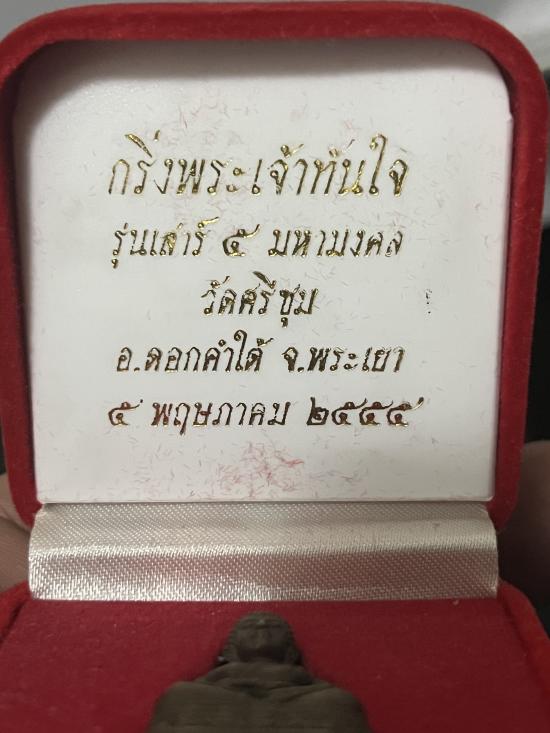 กริ่งพระเจ้าทันใจ
รุ่นเสาร์ ๕ มหามงคล
วัดศรีชุม
อ.ดอกคำใต้ จ.พระเยา
๕ พฤษภาคม ๒๕๕๕